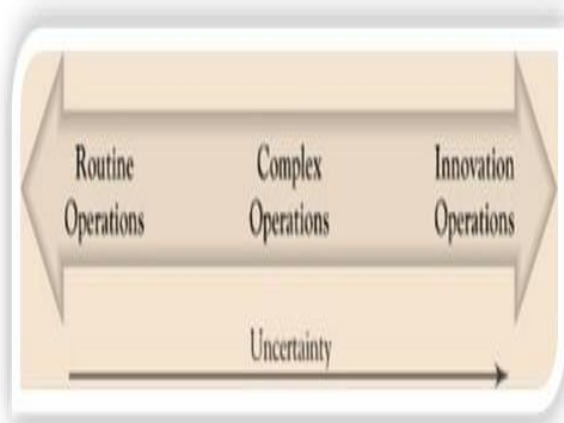 Routine
Operations
Complex
Operations
Innovation
Operations
Uncertainty